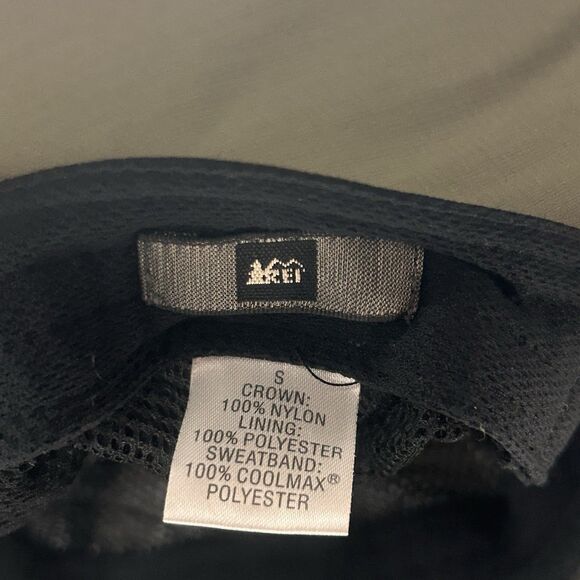 REI
S
CROWN:
100% NYLON
LINING:
100% POLYESTER
SWEATBAND:
100% COOLMAX®
POLYESTER